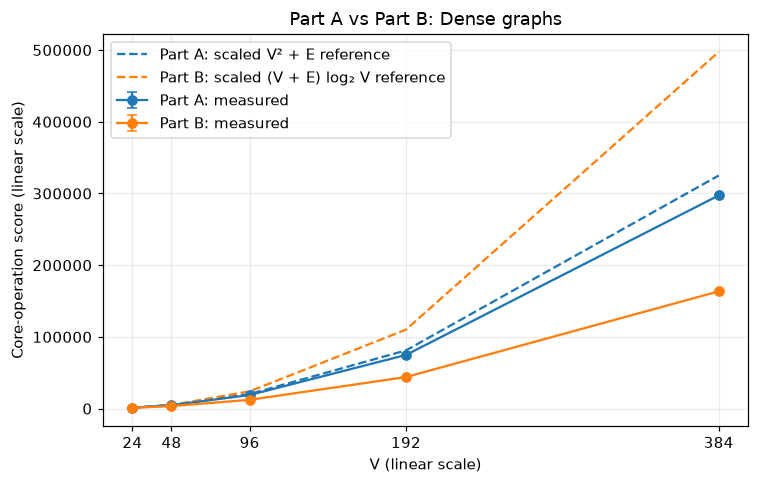 Part A vs Part B: Dense graphs
Part A: scaled V² + E reference
Part B: scaled (V + E) log₂ V reference
Part A: measured
Part B: measured
Core-operation score (linear scale)
500000
400000
300000
200000
100000
0
24 48 96 192 384
V (linear scale)